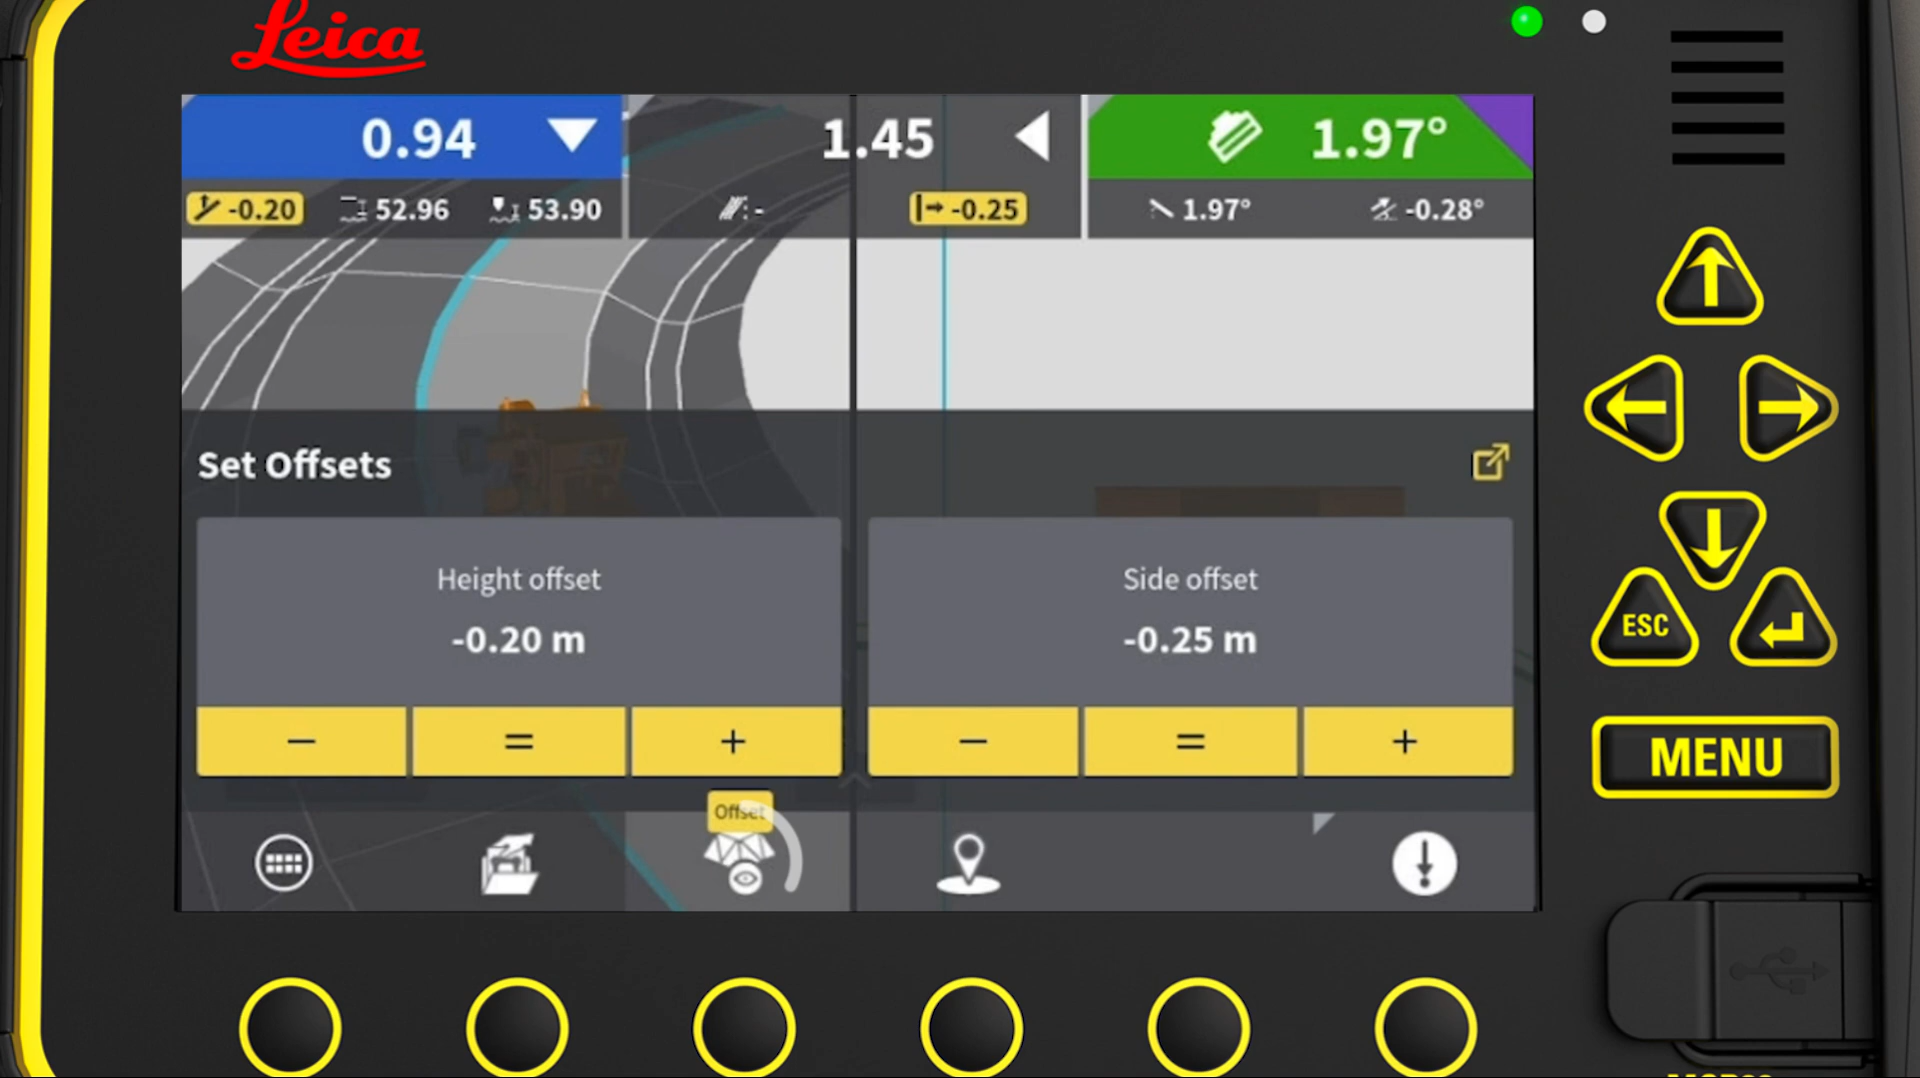 Leica
0.94
1.45
1.97°
-0.20
52.96
53.90
-
-0.25
1.97°
-0.28°
Set Offsets
Height offset
-0.20 m
Side offset
-0.25 m
− = +
− = +
Offset
ESC
MENU